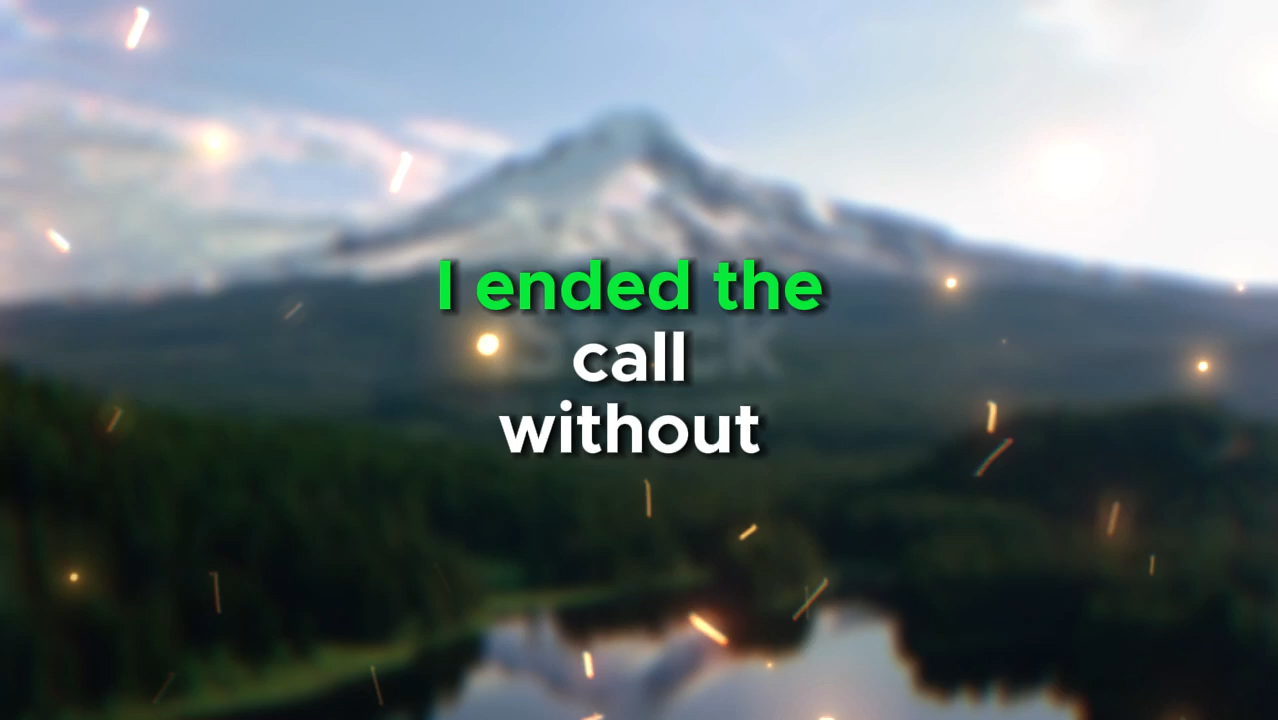 I ended the
call
without